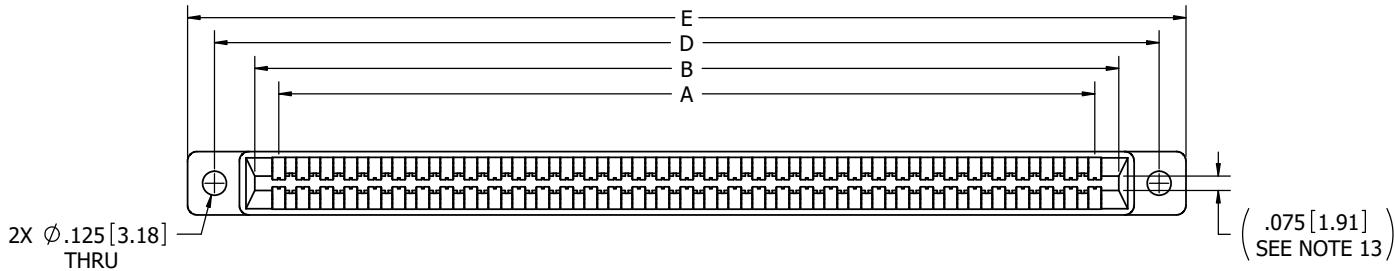 E
D
B
A
2X ⌀.125[3.18]
THRU
.075[1.91]
SEE NOTE 13